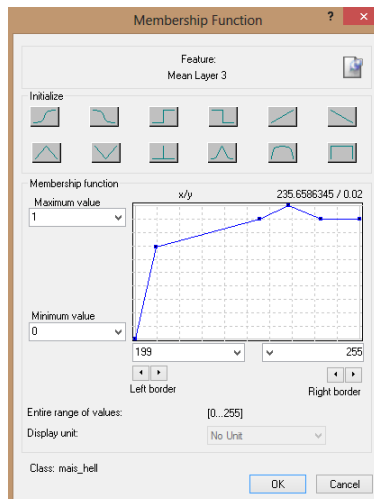 Membership Function
?
x
Feature:
Mean Layer 3
Initialize
Membership function
x/y 235.6586345 / 0.02
Maximum value
1
Minimum value
0
199 255
Left border Right border
Entire range of values: [0...255]
Display unit: No Unit
Class: mais_hell
OK Cancel